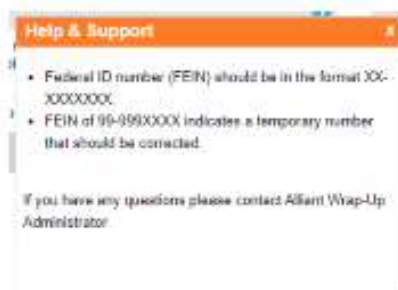 Help & Support x
• Federal ID number (FEIN) should be in the format XX-
XXXXXXX.
• FEIN of 99-999XXXX indicates a temporary number
that should be corrected.
If you have any questions please contact Alliant Wrap-Up
Administrator